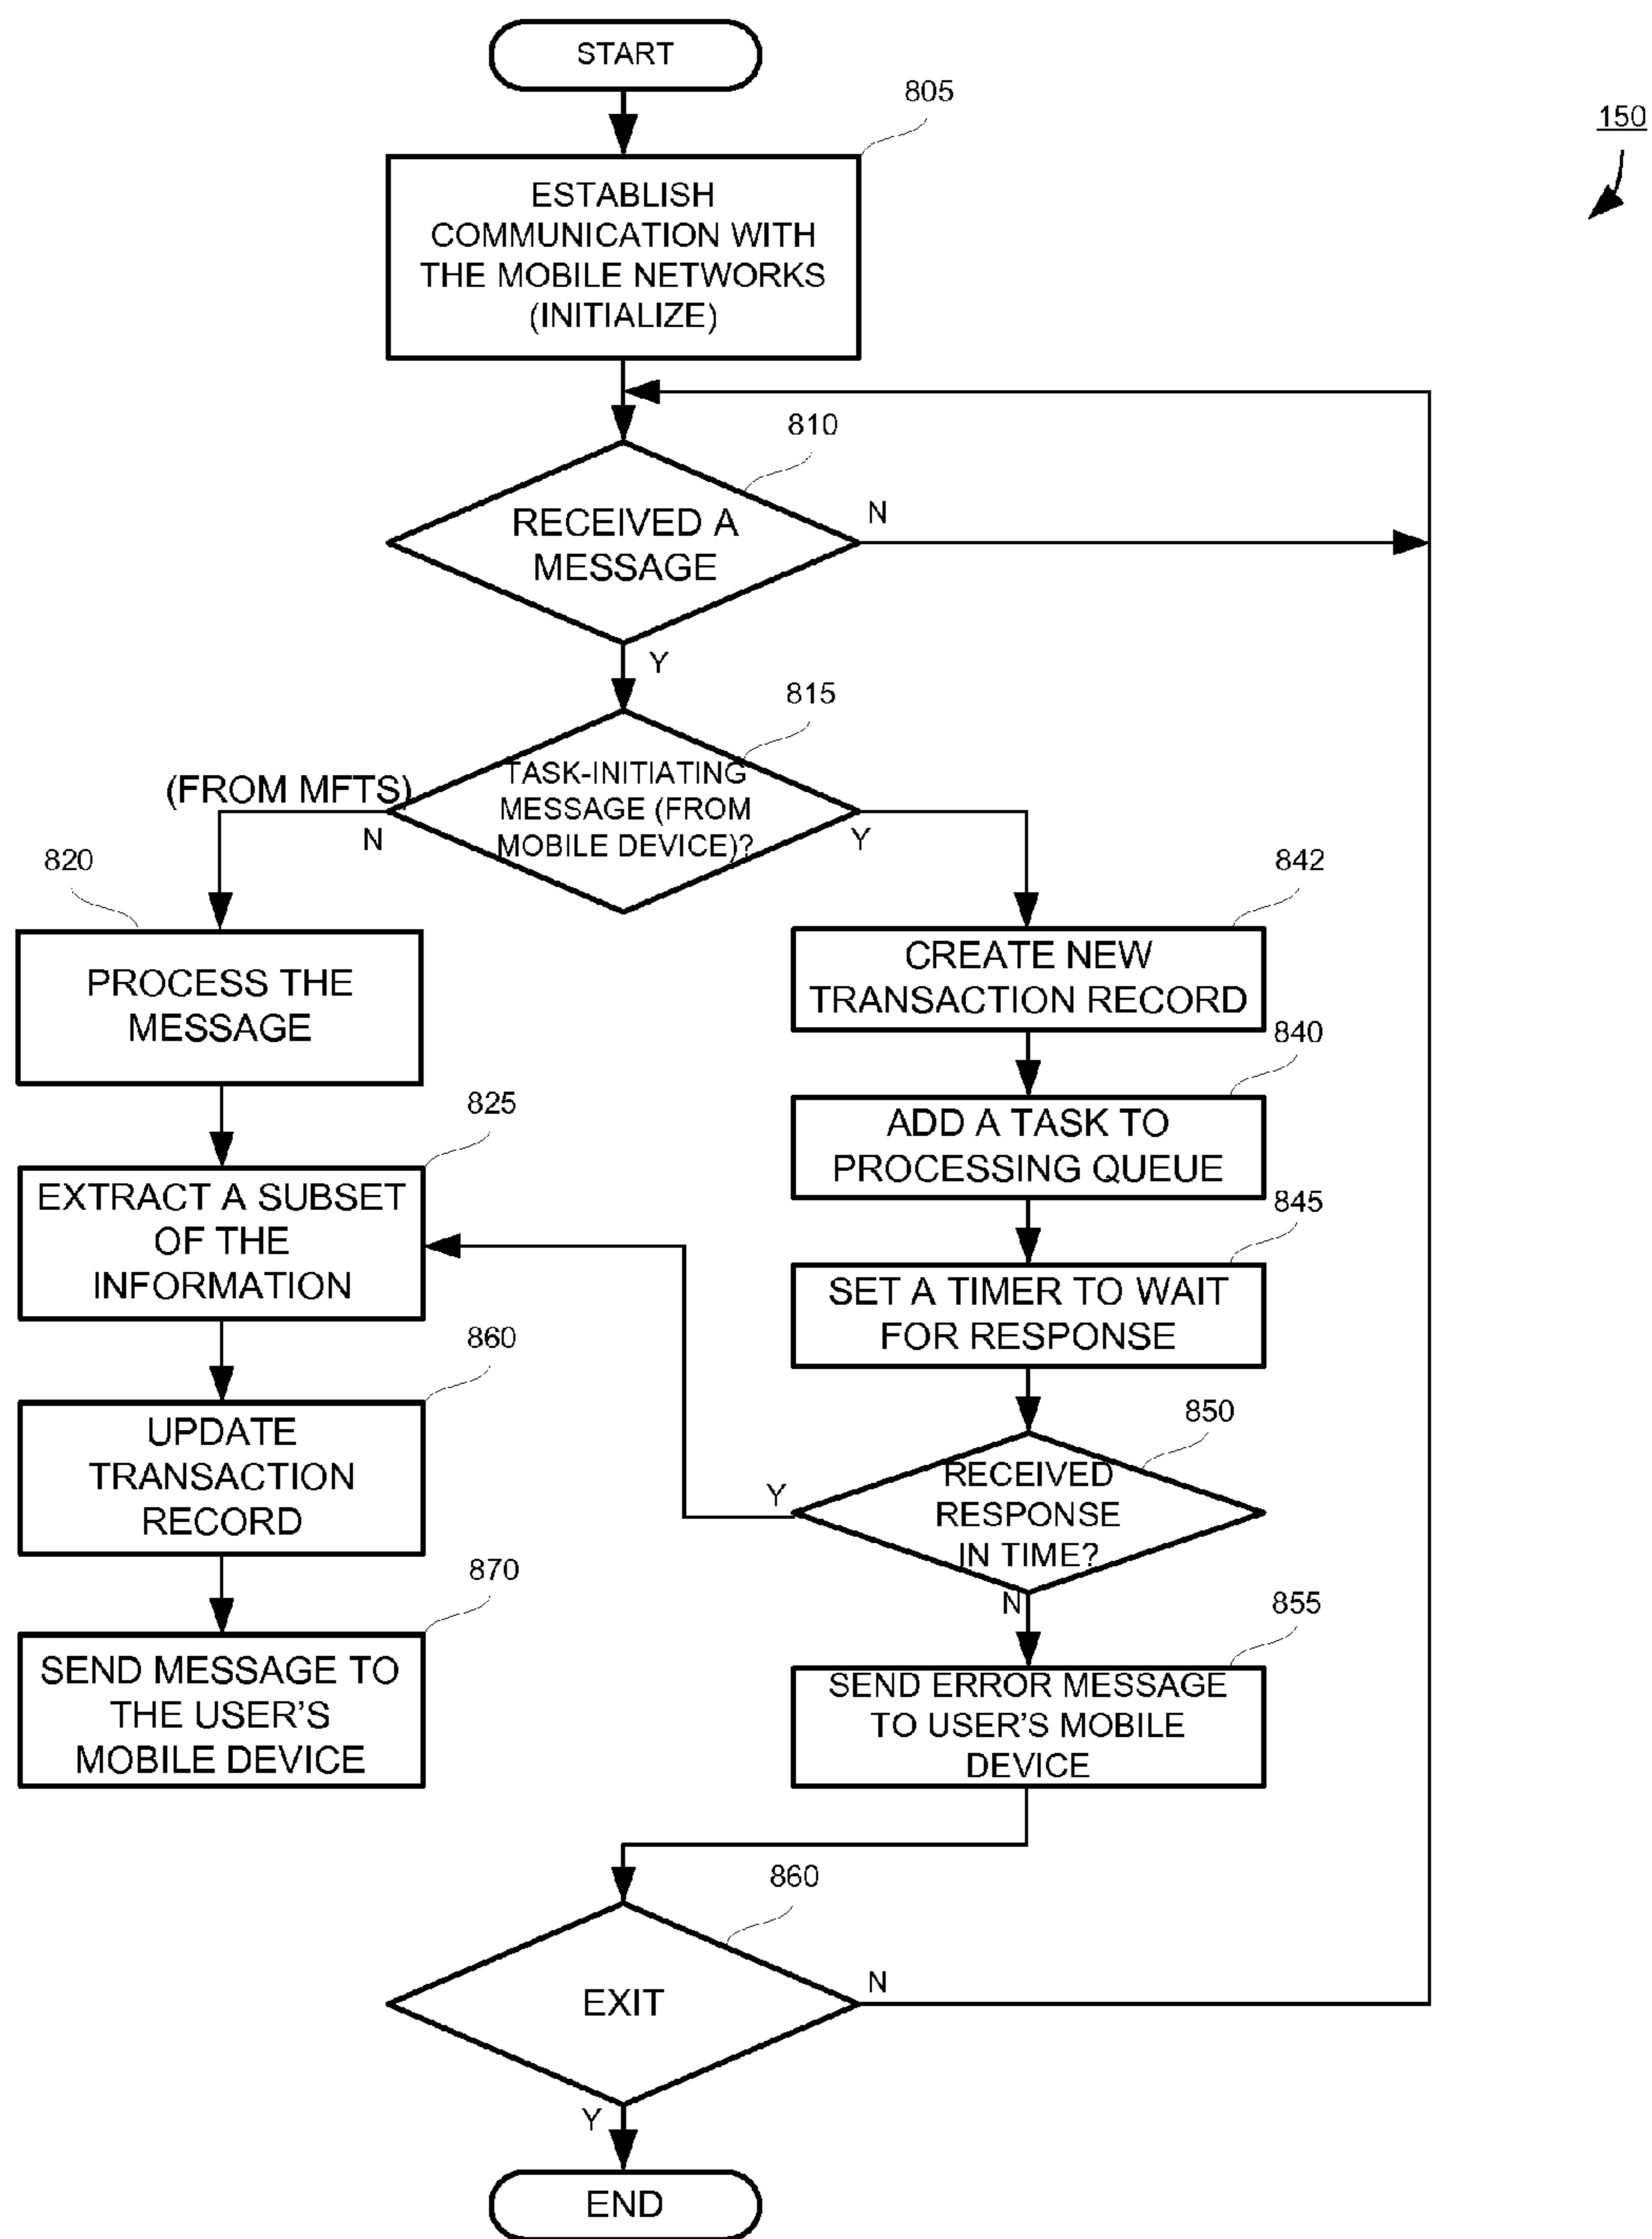 START
805
150
ESTABLISH
COMMUNICATION WITH
THE MOBILE NETWORKS
(INITIALIZE)
810
RECEIVED A
MESSAGE
N
Y
815
(FROM MFTS)
TASK-INITIATING
MESSAGE (FROM
MOBILE DEVICE)?
N
Y
820
PROCESS THE
MESSAGE
842
CREATE NEW
TRANSACTION RECORD
840
ADD A TASK TO
PROCESSING QUEUE
825
EXTRACT A SUBSET
OF THE
INFORMATION
845
SET A TIMER TO WAIT
FOR RESPONSE
860
UPDATE
TRANSACTION
RECORD
850
RECEIVED
RESPONSE
IN TIME?
Y
N
870
SEND MESSAGE TO
THE USER'S
MOBILE DEVICE
855
SEND ERROR MESSAGE
TO USER'S MOBILE
DEVICE
860
EXIT
N
Y
END